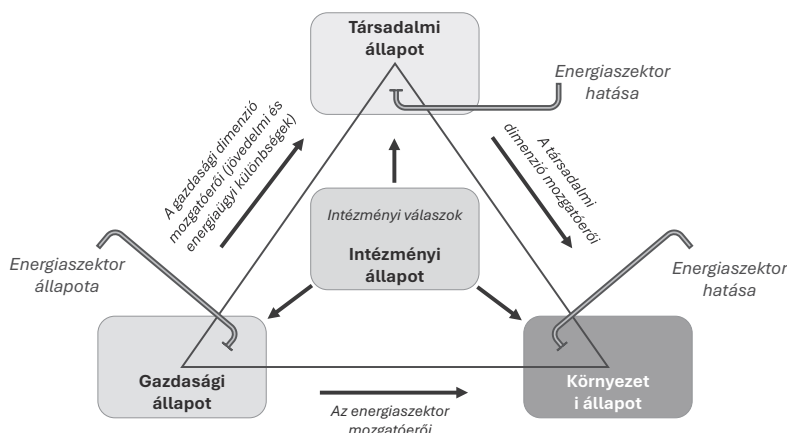 Társadalmi
állapot
Energiaszektor
hatása
A gazdasági dimenzió
mozgatóerői (jövedelmi és
energiaügyi különbségek)
A társadalmi
dimenzió mozgatóerői
Intézményi válaszok
Intézményi
állapot
Energiaszektor
állapota
Energiaszektor
hatása
Gazdasági
állapot
Környezet
i állapot
Az energiaszektor
mozgatóerői